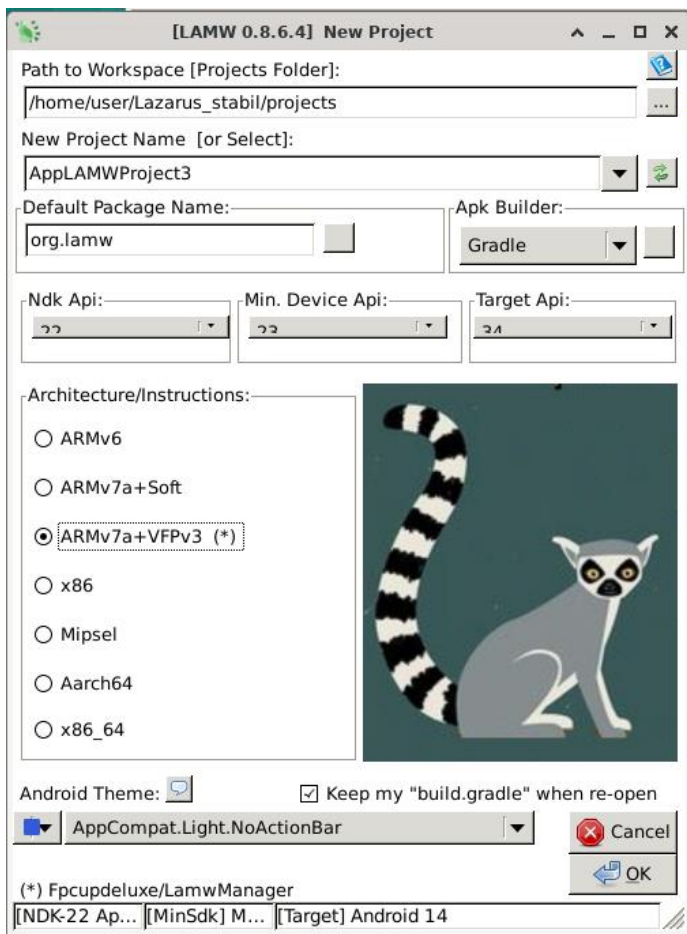 [LAMW 0.8.6.4] New Project
Path to Workspace [Projects Folder]:
/home/user/Lazarus_stabil/projects
...
New Project Name [or Select]:
AppLAMWProject3
Default Package Name: Apk Builder:
org.lamw Gradle
Ndk Api: Min. Device Api: Target Api:
22 23 34
Architecture/Instructions:
ARMv6
ARMv7a+Soft
ARMv7a+VFPv3 (*)
x86
Mipsel
Aarch64
x86_64
Android Theme: Keep my "build.gradle" when re-open
AppCompat.Light.NoActionBar Cancel
OK
(*) Fpcupdeluxe/LamwManager
[NDK-22 Ap... [MinSdk] M... [Target] Android 14